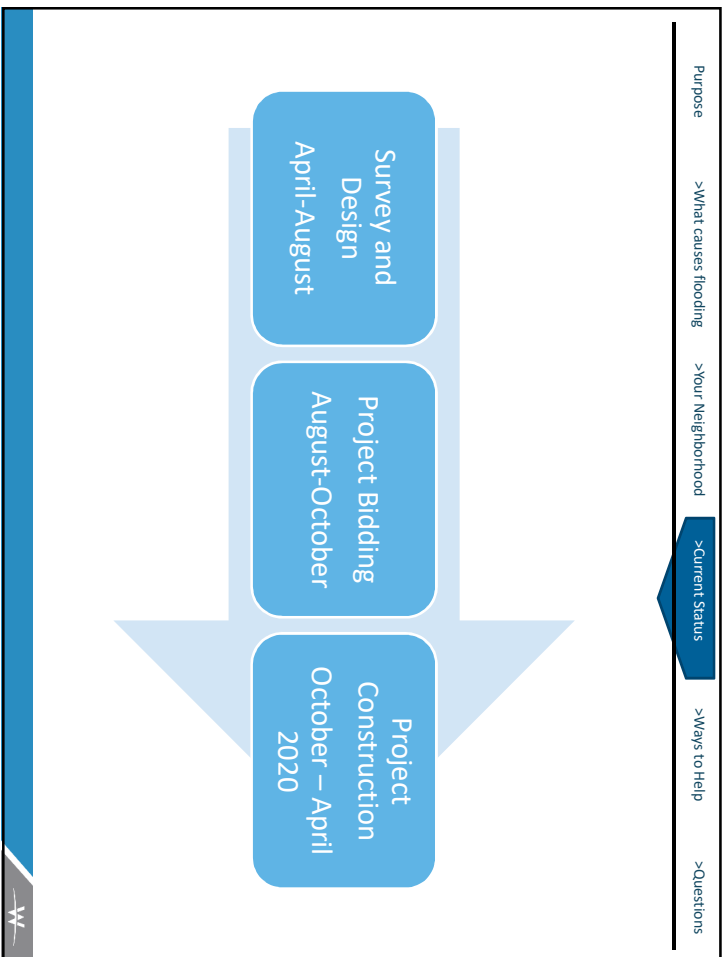 Purpose >What causes flooding >Your Neighborhood >Current Status >Ways to Help >Questions
Survey and
Design
April-August
Project Bidding
August-October
Project
Construction
October – April
2020
W